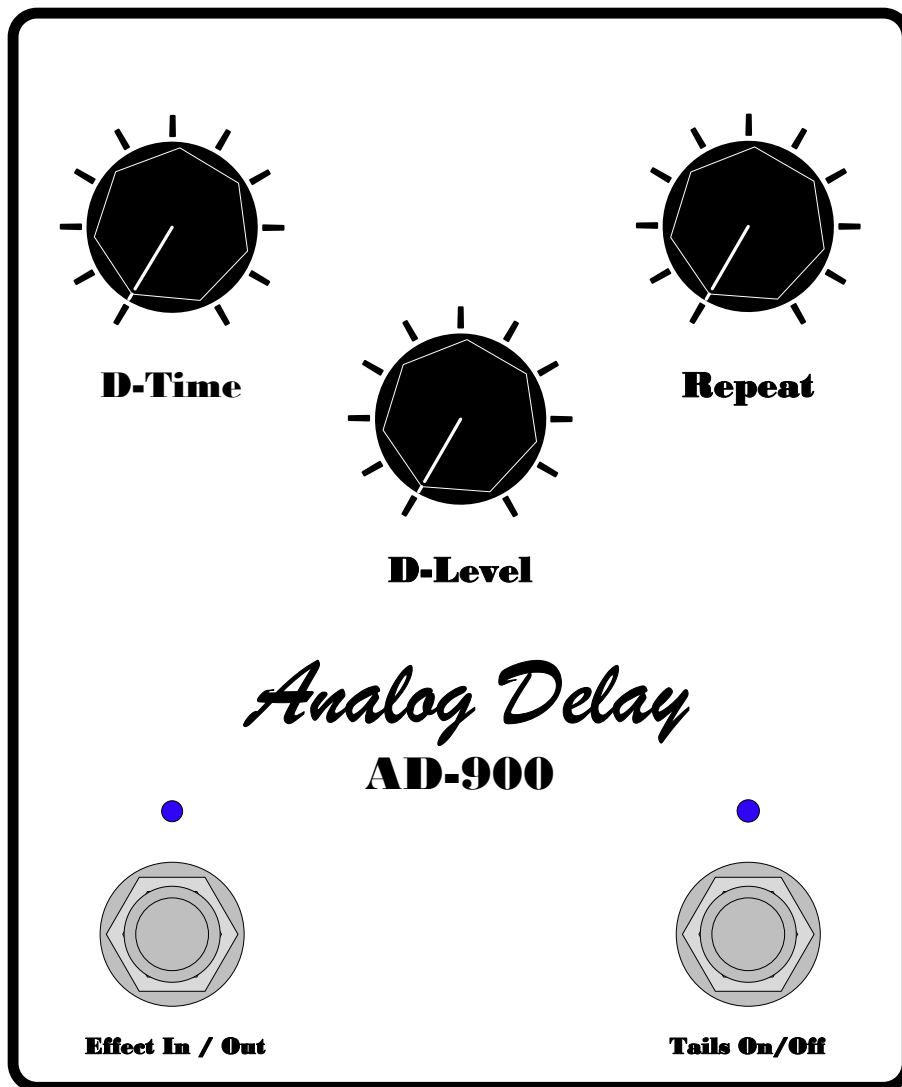 D-Time
Repeat
D-Level
Analog Delay
AD-900
Effect In / Out
Tails On/Off